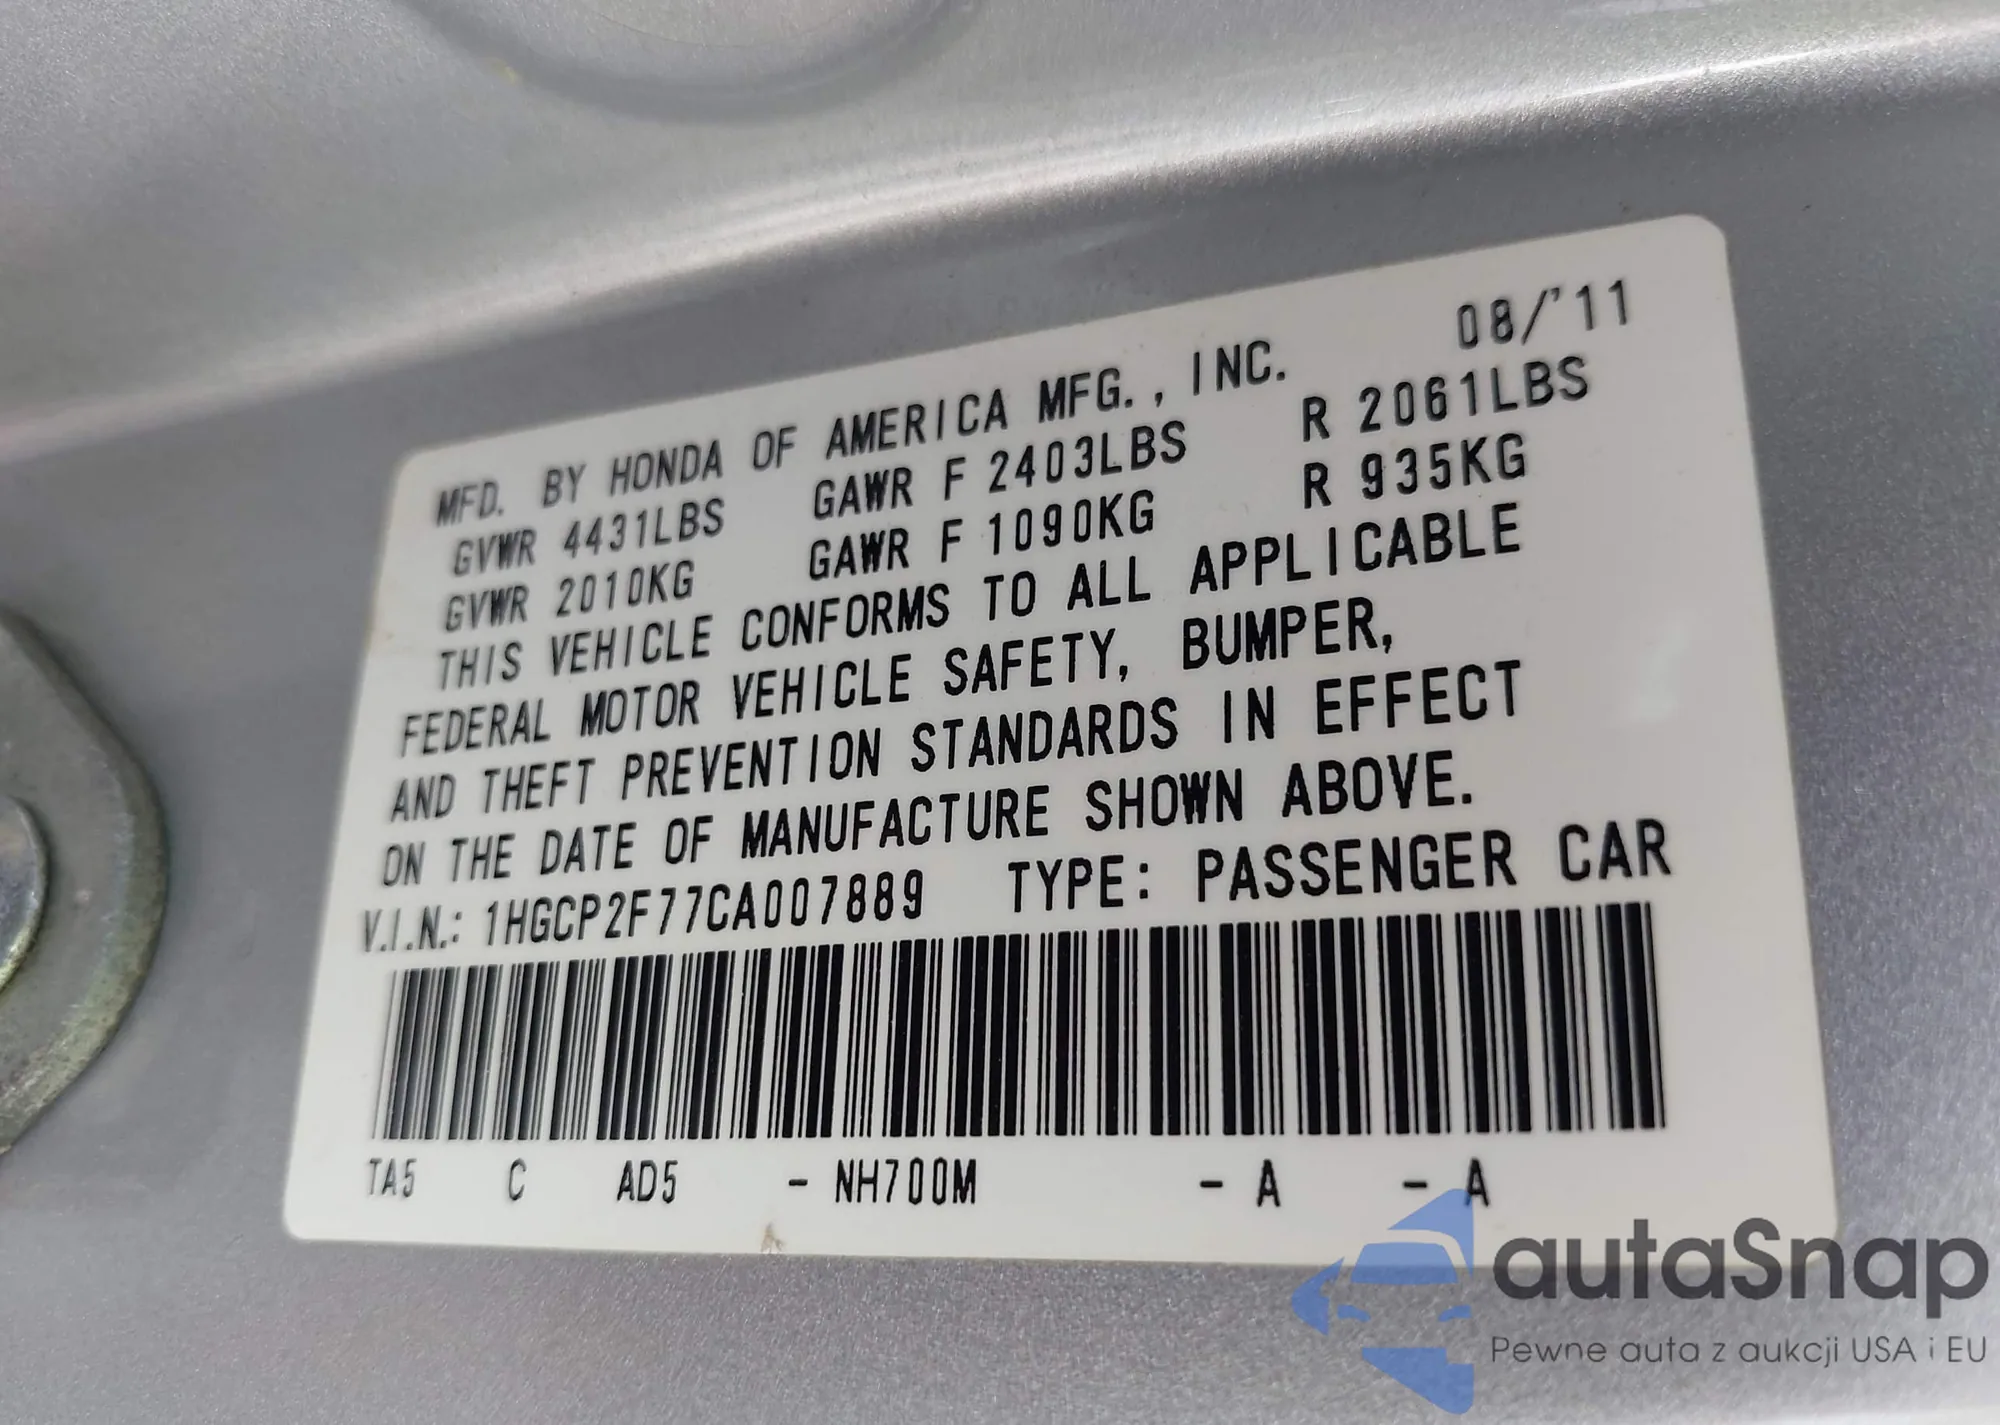 08/'11
MFD. BY HONDA OF AMERICA MFG., INC.
GVWR 4431LBS GAWR F 2403LBS R 2061LBS
GVWR 2010KG GAWR F 1090KG R 935KG
THIS VEHICLE CONFORMS TO ALL APPLICABLE
FEDERAL MOTOR VEHICLE SAFETY, BUMPER,
AND THEFT PREVENTION STANDARDS IN EFFECT
ON THE DATE OF MANUFACTURE SHOWN ABOVE.
V.I.N.: 1HGCP2F77CA007889 TYPE: PASSENGER CAR
TA5 C AD5 - NH700M - A - A
autaSnap
Pewne auta z aukcji USA i EU